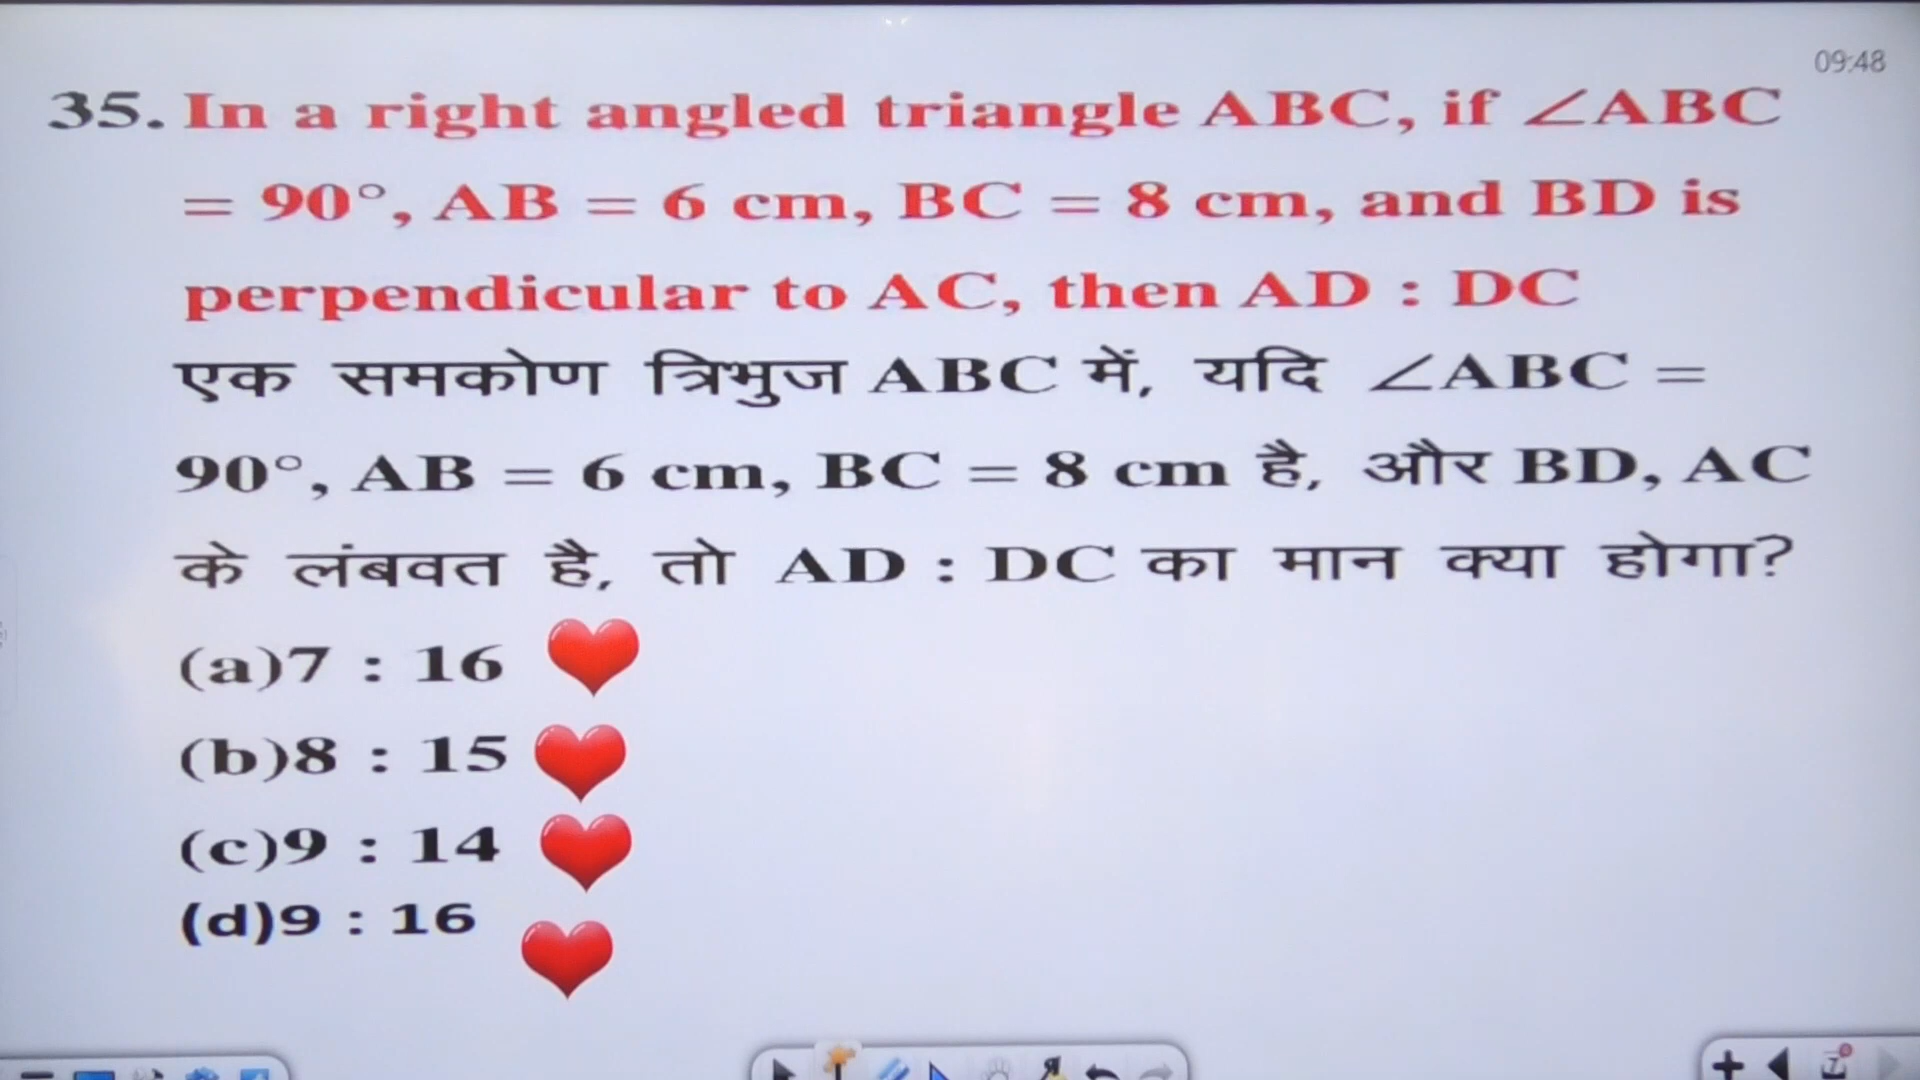 09:48
35. In a right angled triangle ABC, if ∠ABC
= 90°, AB = 6 cm, BC = 8 cm, and BD is
perpendicular to AC, then AD : DC
एक समकोण त्रिभुज ABC में, यदि ∠ABC =
90°, AB = 6 cm, BC = 8 cm है, और BD, AC
के लंबवत है, तो AD : DC का मान क्या होगा?
(a)7 : 16
(b)8 : 15
(c)9 : 14
(d)9 : 16